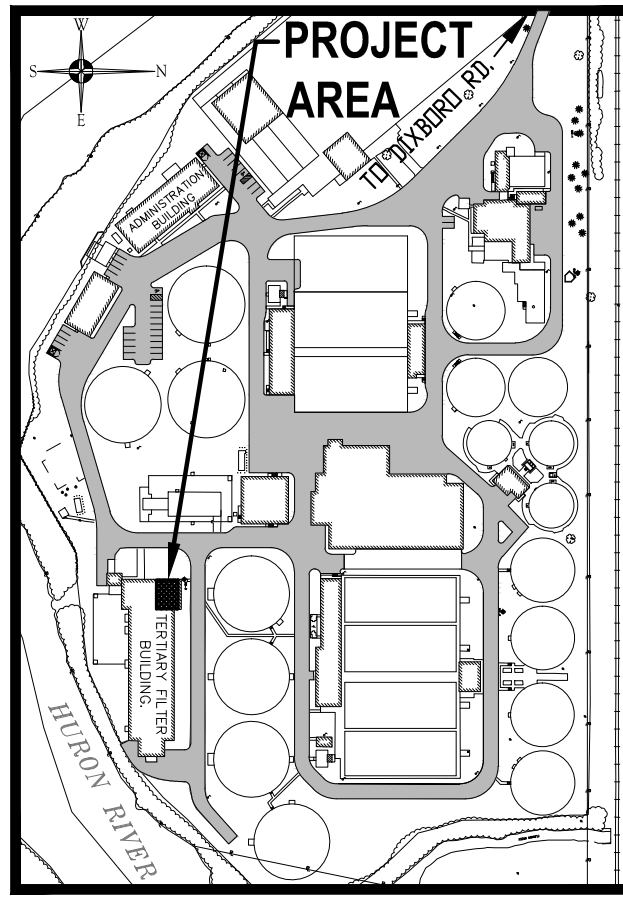 W
S
N
E
PROJECT
AREA
TO DIXBORO RD.
ADMINISTRATION
BUILDING
TERTIARY FILTER
BUILDING.
HURON RIVER